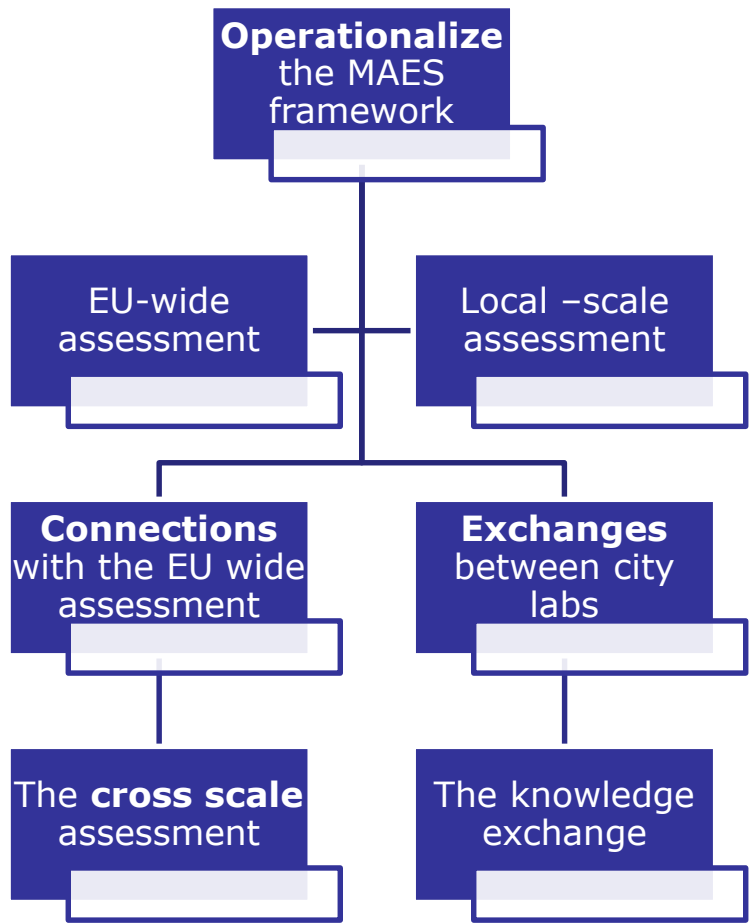 Operationalize
the MAES
framework
EU-wide
assessment
Local –scale
assessment
Connections
with the EU wide
assessment
Exchanges
between city
labs
The cross scale
assessment
The knowledge
exchange